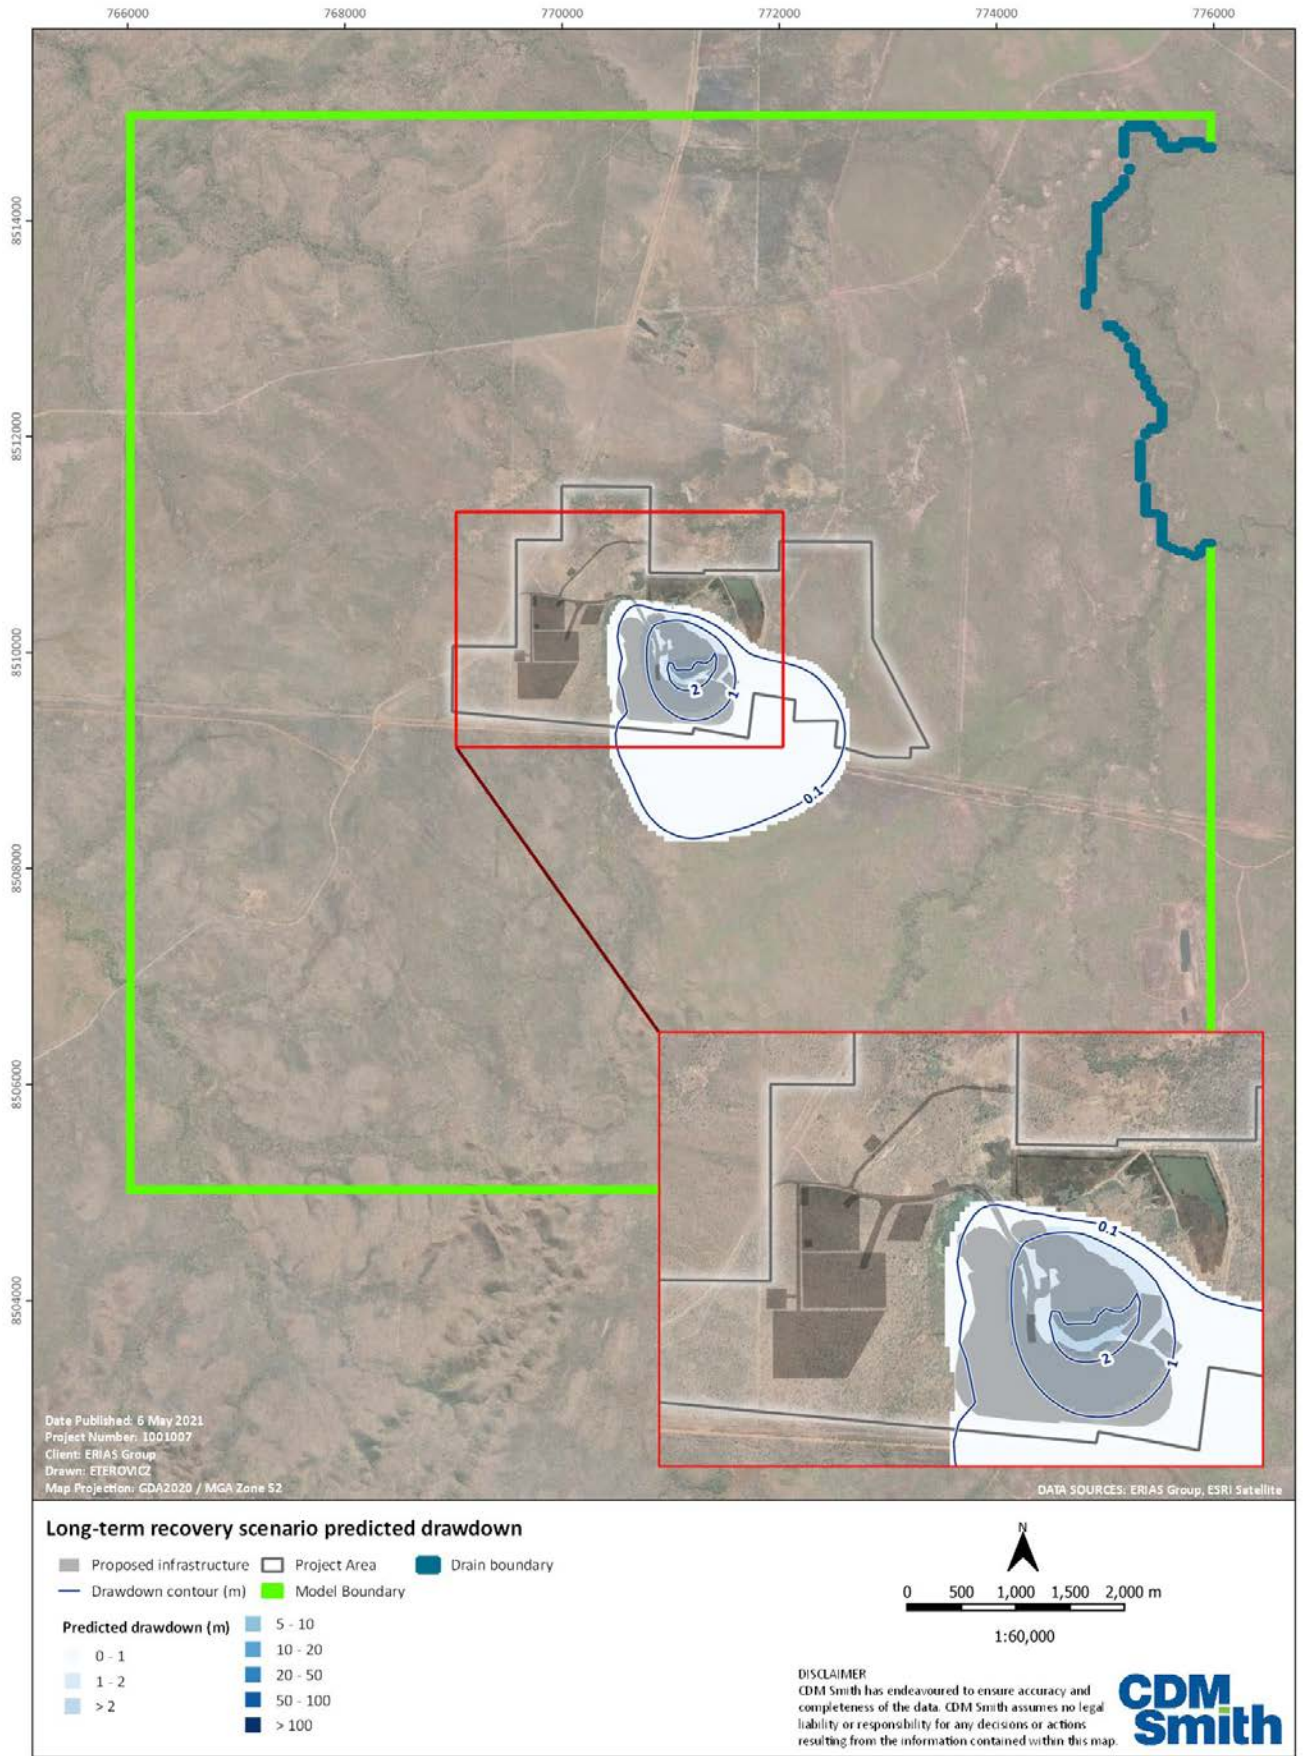 766000 768000 770000 772000 774000 776000
8514000
8512000
8510000
8508000
8506000
8504000
2
1
0.1
0.1
2
1
Date Published: 6 May 2021
Project Number: 1001007
Client: ERIAS Group
Drawn: ETEROVICZ
Map Projection: GDA2020 / MGA Zone 52
DATA SOURCES: ERIAS Group, ESRI Satellite
Long-term recovery scenario predicted drawdown
Proposed infrastructure Project Area Drain boundary
Drawdown contour (m) Model Boundary
Predicted drawdown (m)
0 - 1
1 - 2
> 2
5 - 10
10 - 20
20 - 50
50 - 100
> 100
N
0 500 1,000 1,500 2,000 m
1:60,000
DISCLAIMER
CDM Smith has endeavoured to ensure accuracy and
completeness of the data. CDM Smith assumes no legal
liability or responsibility for any decisions or actions
resulting from the information contained within this map.
CDM
Smith